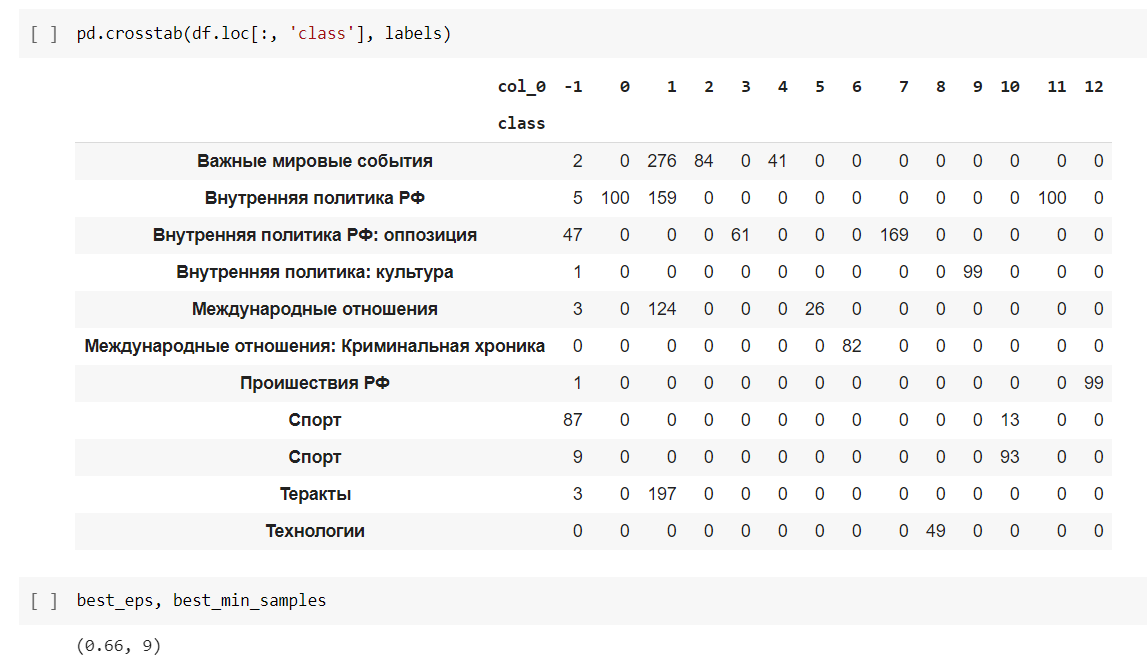 [ ] pd.crosstab(df.loc[:, 'class'], labels)
col_0 -1 0 1 2 3 4 5 6 7 8 9 10 11 12
class
Важные мировые события 2 0 276 84 0 41 0 0 0 0 0 0 0 0
Внутренняя политика РФ 5 100 159 0 0 0 0 0 0 0 0 0 100 0
Внутренняя политика РФ: оппозиция 47 0 0 0 61 0 0 0 169 0 0 0 0 0
Внутренняя политика: культура 1 0 0 0 0 0 0 0 0 0 99 0 0 0
Международные отношения 3 0 124 0 0 0 26 0 0 0 0 0 0 0
Международные отношения: Криминальная хроника 0 0 0 0 0 0 0 82 0 0 0 0 0 0
Проишествия РФ 1 0 0 0 0 0 0 0 0 0 0 0 0 99
Спорт 87 0 0 0 0 0 0 0 0 0 0 13 0 0
Спорт 9 0 0 0 0 0 0 0 0 0 0 93 0 0
Теракты 3 0 197 0 0 0 0 0 0 0 0 0 0 0
Технологии 0 0 0 0 0 0 0 0 0 49 0 0 0 0
[ ] best_eps, best_min_samples
(0.66, 9)